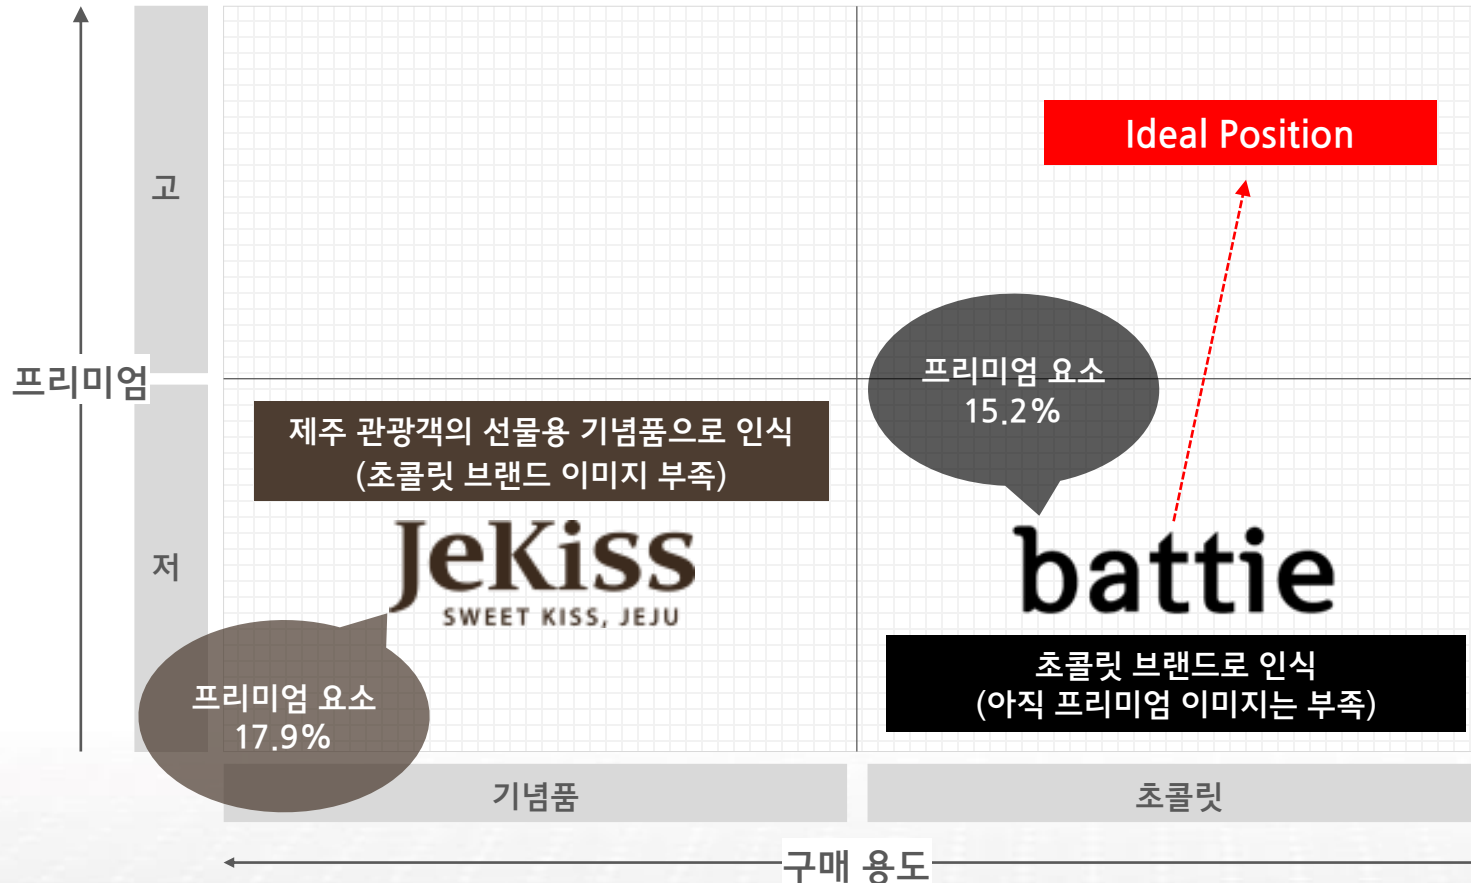 고
Ideal Position
프리미엄 요소
15.2%
프리미엄
제주 관광객의 선물용 기념품으로 인식
(초콜릿 브랜드 이미지 부족)
저
JeKiss
SWEET KISS, JEJU
battie
초콜릿 브랜드로 인식
(아직 프리미엄 이미지는 부족)
프리미엄 요소
17.9%
기념품
초콜릿
구매 용도